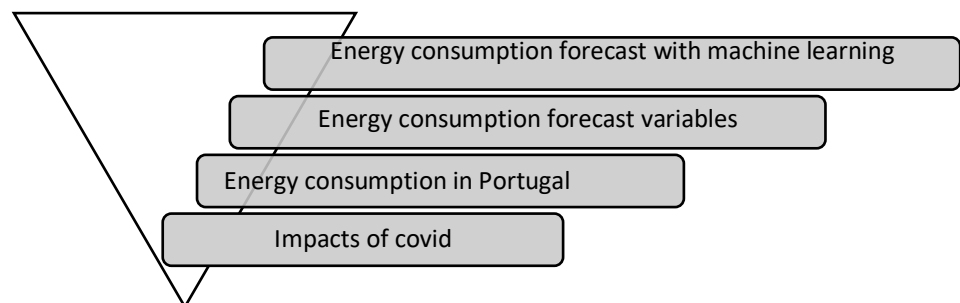 Energy consumption forecast with machine learning
Energy consumption forecast variables
Energy consumption in Portugal
Impacts of covid